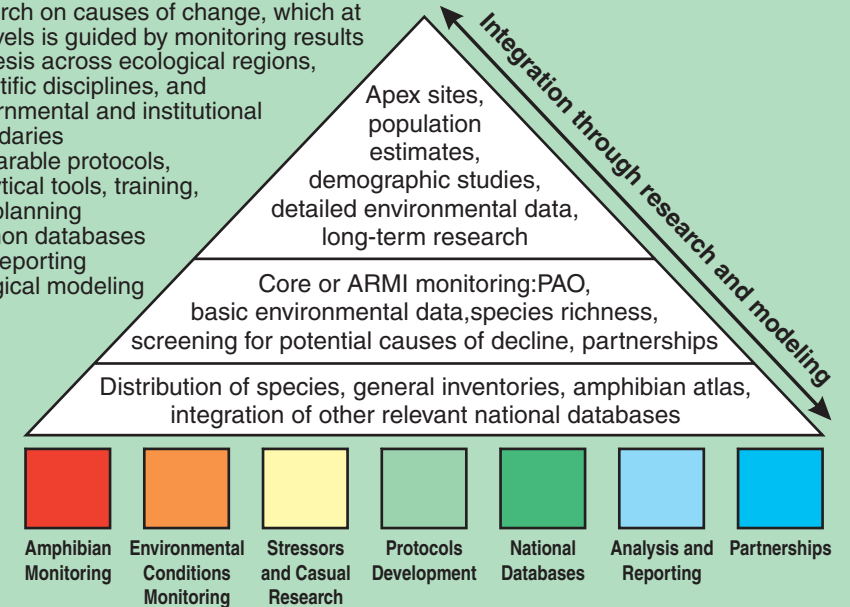 rch on causes of change, which at
vels is guided by monitoring results
esis across ecological regions,
tific disciplines, and
rnmental and institutional
daries
arable protocols,
ytical tools, training,
planning
on databases
eporting
gical modeling
Apex sites,
population
estimates,
demographic studies,
detailed environmental data,
long-term research
Core or ARMI monitoring:PAO,
basic environmental data,species richness,
screening for potential causes of decline, partnerships
Distribution of species, general inventories, amphibian atlas,
integration of other relevant national databases
Integration through research and modeling
Amphibian
Monitoring
Environmental
Conditions
Monitoring
Stressors
and Casual
Research
Protocols
Development
National
Databases
Analysis and
Reporting
Partnerships